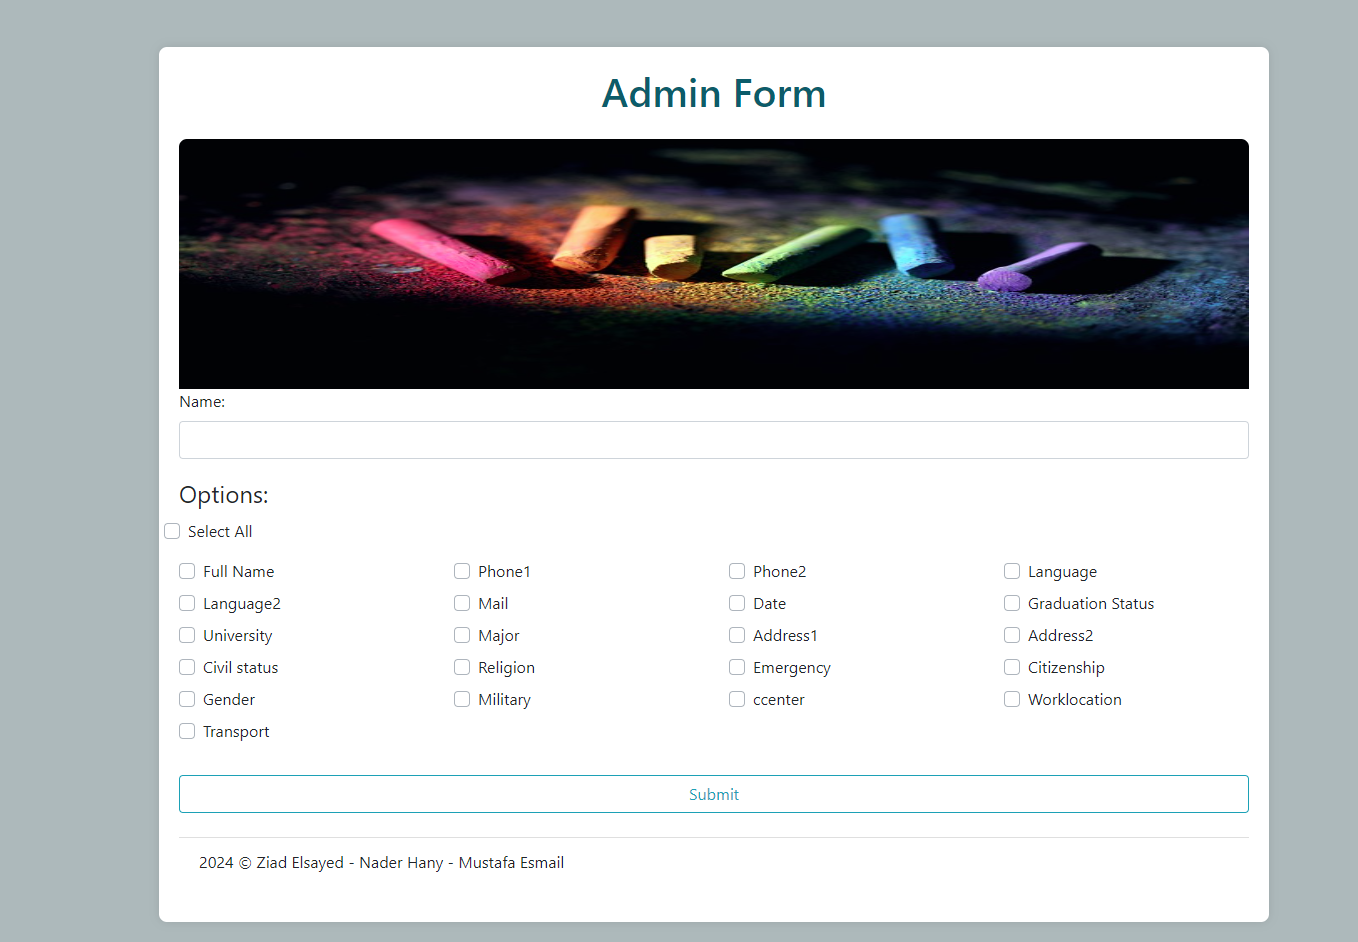 Admin Form
Name:
Options:
Select All
Full Name Phone1 Phone2 Language
Language2 Mail Date Graduation Status
University Major Address1 Address2
Civil status Religion Emergency Citizenship
Gender Military ccenter Worklocation
Transport
Submit
2024 © Ziad Elsayed - Nader Hany - Mustafa Esmail